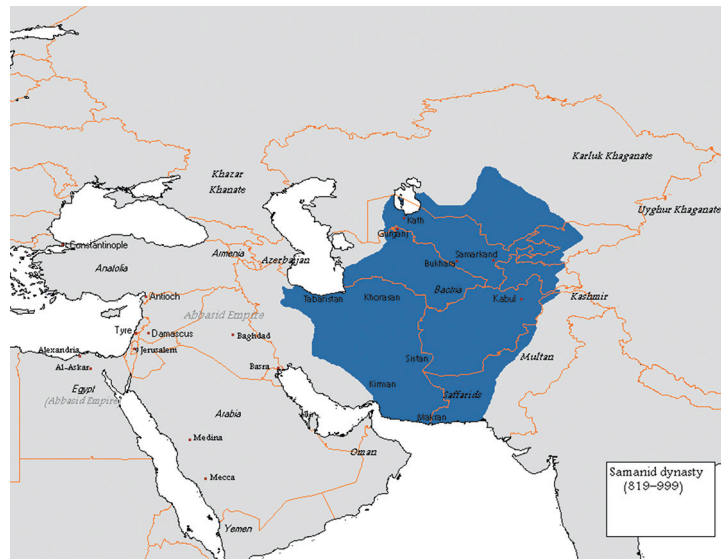 Karluk Khaganate
Khazar
Khanate
Uyghur Khaganate
Kath
Gurganj
Constantinople
Armenia
Samarkand
Bukhara
Azerbaijan
Anatolia
Bactria
Antioch
Tabaristan
Khorasan
Kabul
Kashmir
Abbasid Empire
Tyre
Damascus
Baghdad
Alexandria
Jerusalem
Multan
Sistan
Al-Askar
Basra
Kirman
Egypt
(Abbasid Empire)
Saffarids
Arabia
Makran
Medina
Oman
Mecca
Samanid dynasty
(819–999)
Yemen